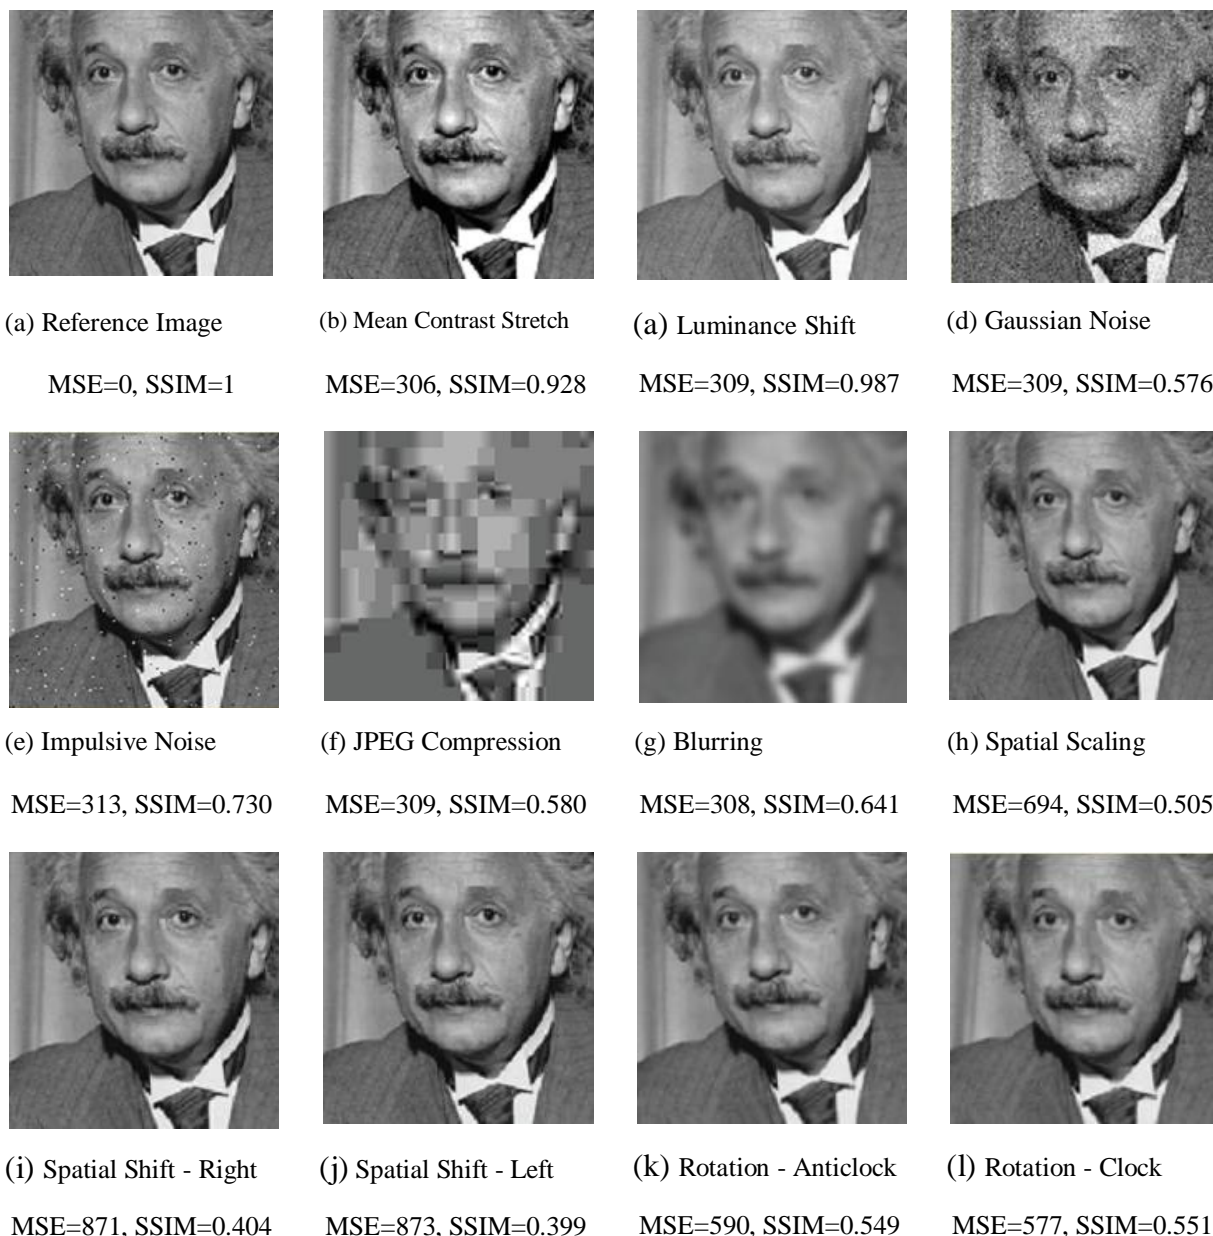 (a) Reference Image
(b) Mean Contrast Stretch
(a) Luminance Shift
(d) Gaussian Noise
MSE=0, SSIM=1
MSE=306, SSIM=0.928
MSE=309, SSIM=0.987
MSE=309, SSIM=0.576
(e) Impulsive Noise
(f) JPEG Compression
(g) Blurring
(h) Spatial Scaling
MSE=313, SSIM=0.730
MSE=309, SSIM=0.580
MSE=308, SSIM=0.641
MSE=694, SSIM=0.505
(i) Spatial Shift - Right
(j) Spatial Shift - Left
(k) Rotation - Anticlock
(l) Rotation - Clock
MSE=871, SSIM=0.404
MSE=873, SSIM=0.399
MSE=590, SSIM=0.549
MSE=577, SSIM=0.551